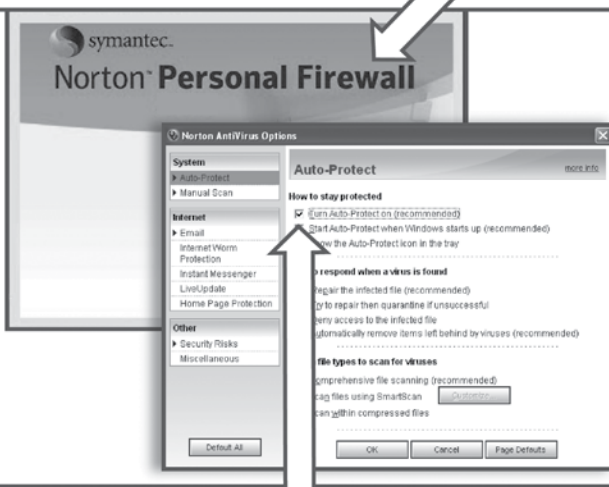 symantec.
Norton™ Personal Firewall
Norton AntiVirus Options
System
Auto-Protect
Manual Scan
Internet
Email
Internet Worm
Protection
Instant Messenger
LiveUpdate
Home Page Protection
Other
Security Risks
Miscellaneous
Default All
Auto-Protect
more info
How to stay protected
Turn Auto-Protect on (recommended)
Start Auto-Protect when Windows starts up (recommended)
the Auto-Protect icon in the tray
respond when a virus is found
the infected file (recommended)
to repair then quarantine if unsuccessful
access to the infected file
remove items left behind by viruses (recommended)
file types to scan for viruses
file scanning (recommended)
files using SmartScan
Customize...
within compressed files
OK
Cancel
Page Defaults